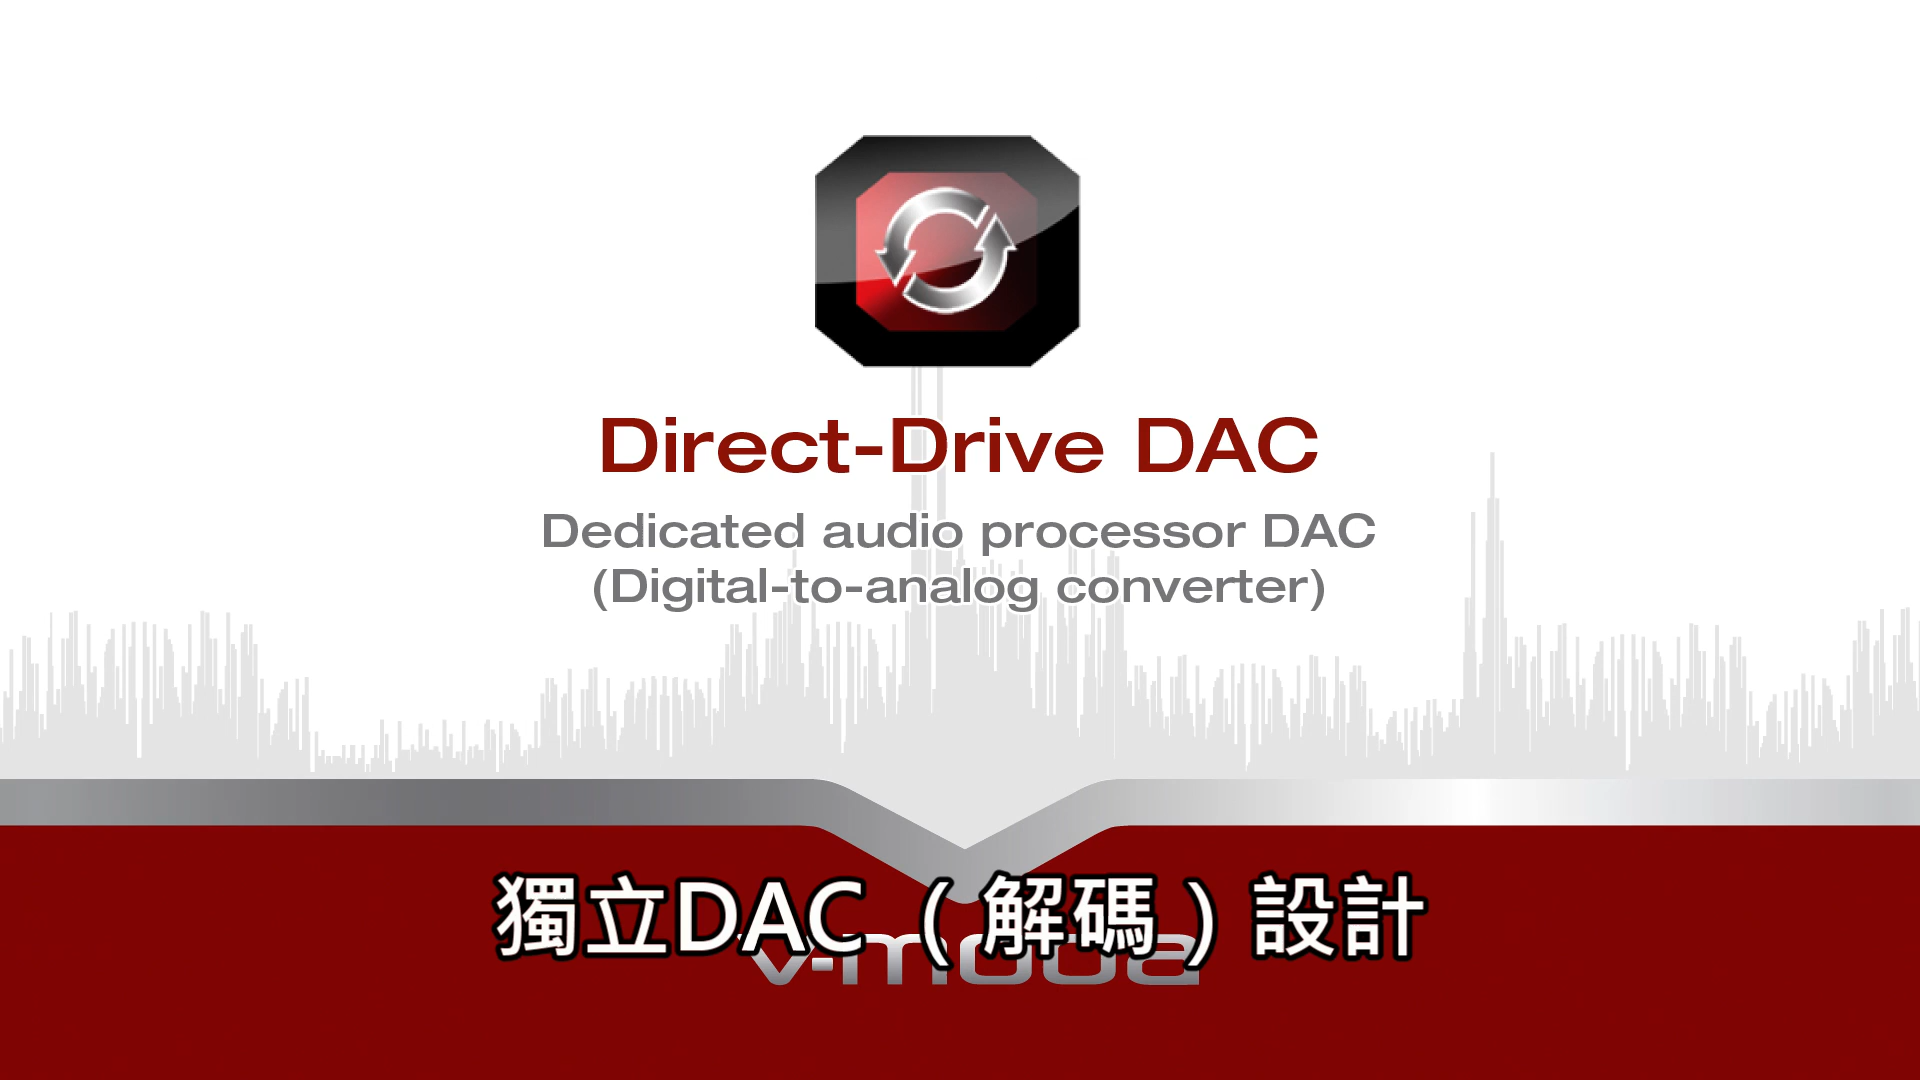 Direct-Drive DAC
Dedicated audio processor DAC
(Digital-to-analog converter)
獨立DAC（解碼）設計
v-moda